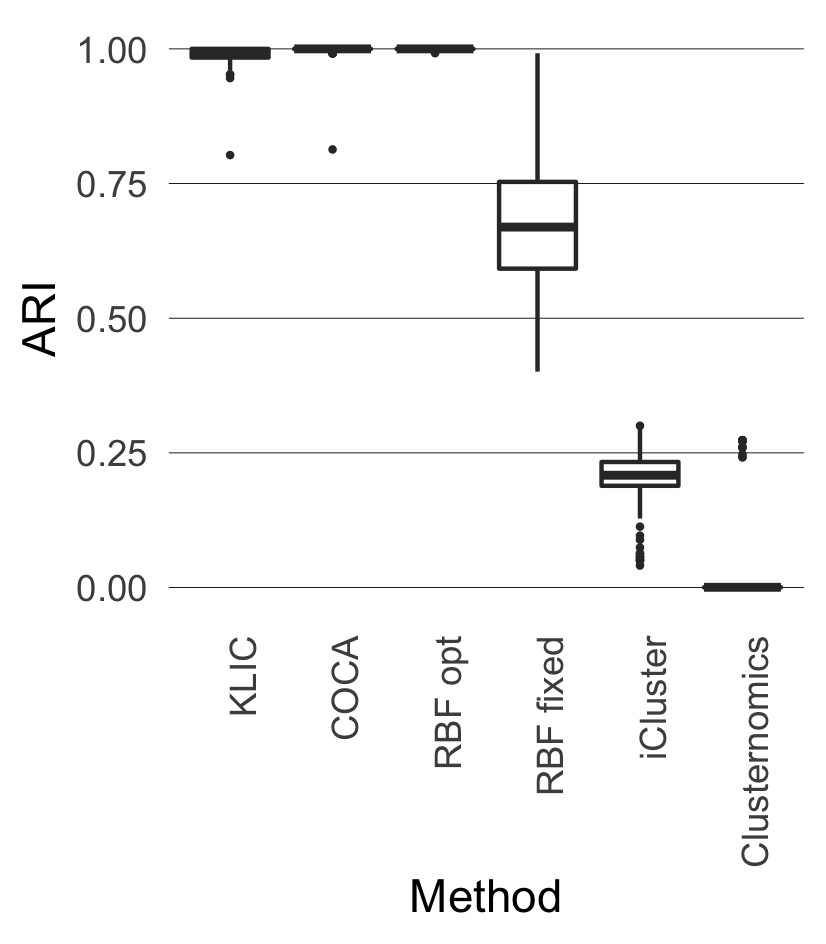 1.00
0.75
0.50
0.25
0.00
ARI
KLIC
COCA
RBF opt
RBF fixed
iCluster
Clusternomics
Method